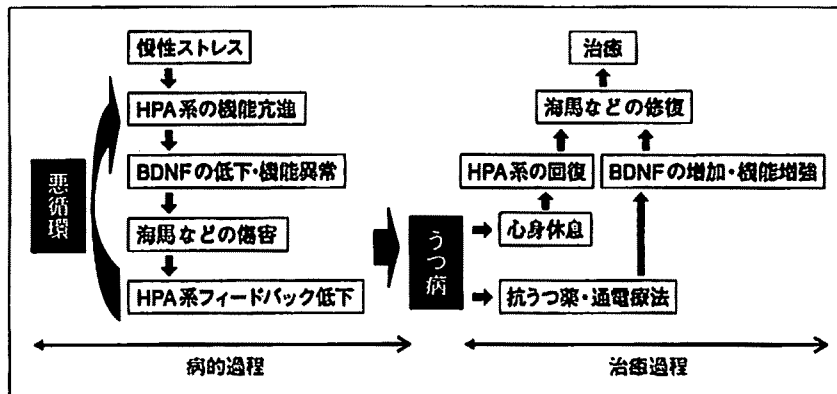 慢性ストレス
HPA系の機能亢進
BDNFの低下・機能異常
海馬などの傷害
HPA系フィードバック低下
悪循環
病的過程
うつ病
治癒
海馬などの修復
HPA系の回復
BDNFの増加・機能増強
心身休息
抗うつ薬・通電療法
治癒過程